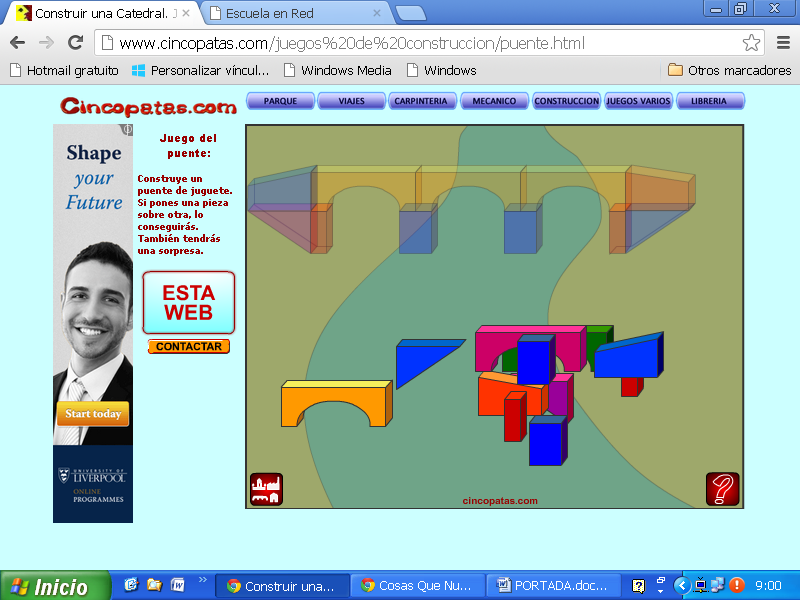 Construir una Catedral. J
Escuela en Red
www.cincopatas.com/juegos%20de%20construccion/puente.html
Hotmail gratuito
Personalizar víncul...
Windows Media
Windows
Otros marcadores
Cincopatas.com
PARQUE
VIAJES
CARPINTERIA
MECANICO
CONSTRUCCION
JUEGOS VARIOS
LIBRERIA
Shape
your
Future
Start today
UNIVERSITY OF
LIVERPOOL
ONLINE
PROGRAMMES
Juego del
puente:
Construye un
puente de juguete.
Si pones una pieza
sobre otra, lo
conseguirás.
También tendrás
una sorpresa.
ESTA
WEB
CONTACTAR
cincopatas.com
Inicio
Construir una...
Cosas Que Nu...
PORTADA.doc...
9:00